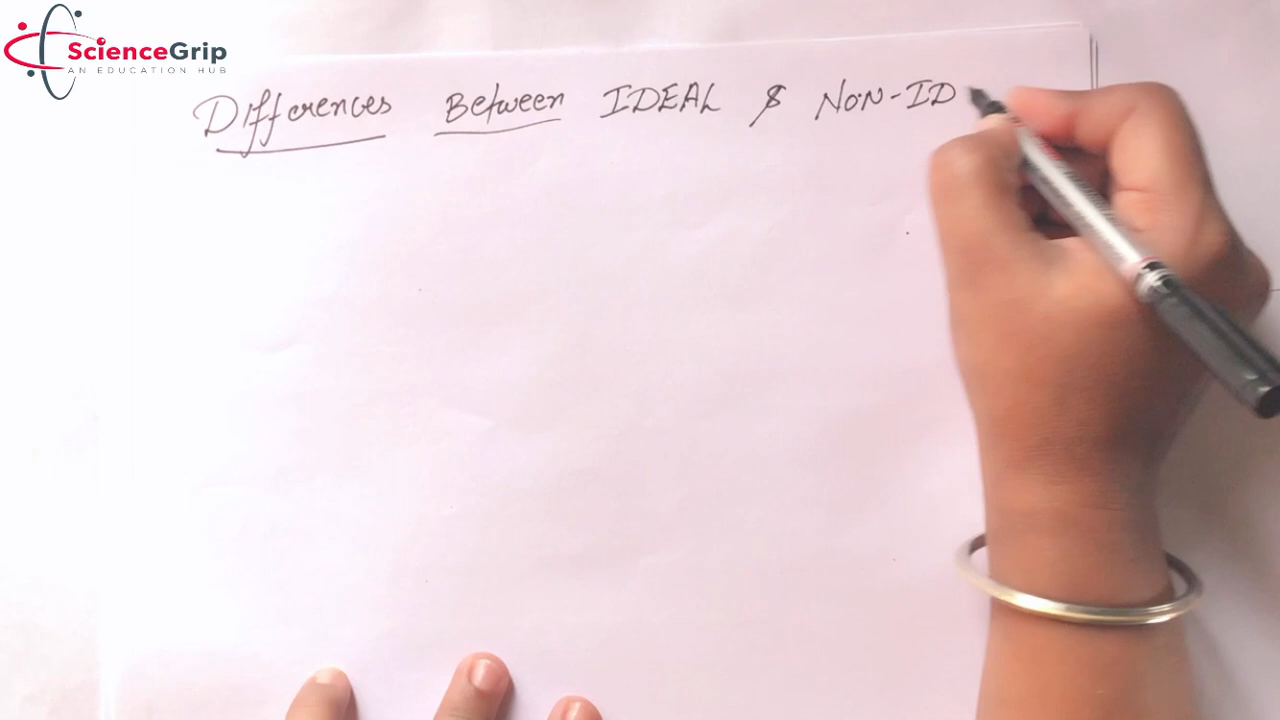 ScienceGrip
AN EDUCATION HUB
Differences Between IDEAL & NON-ID